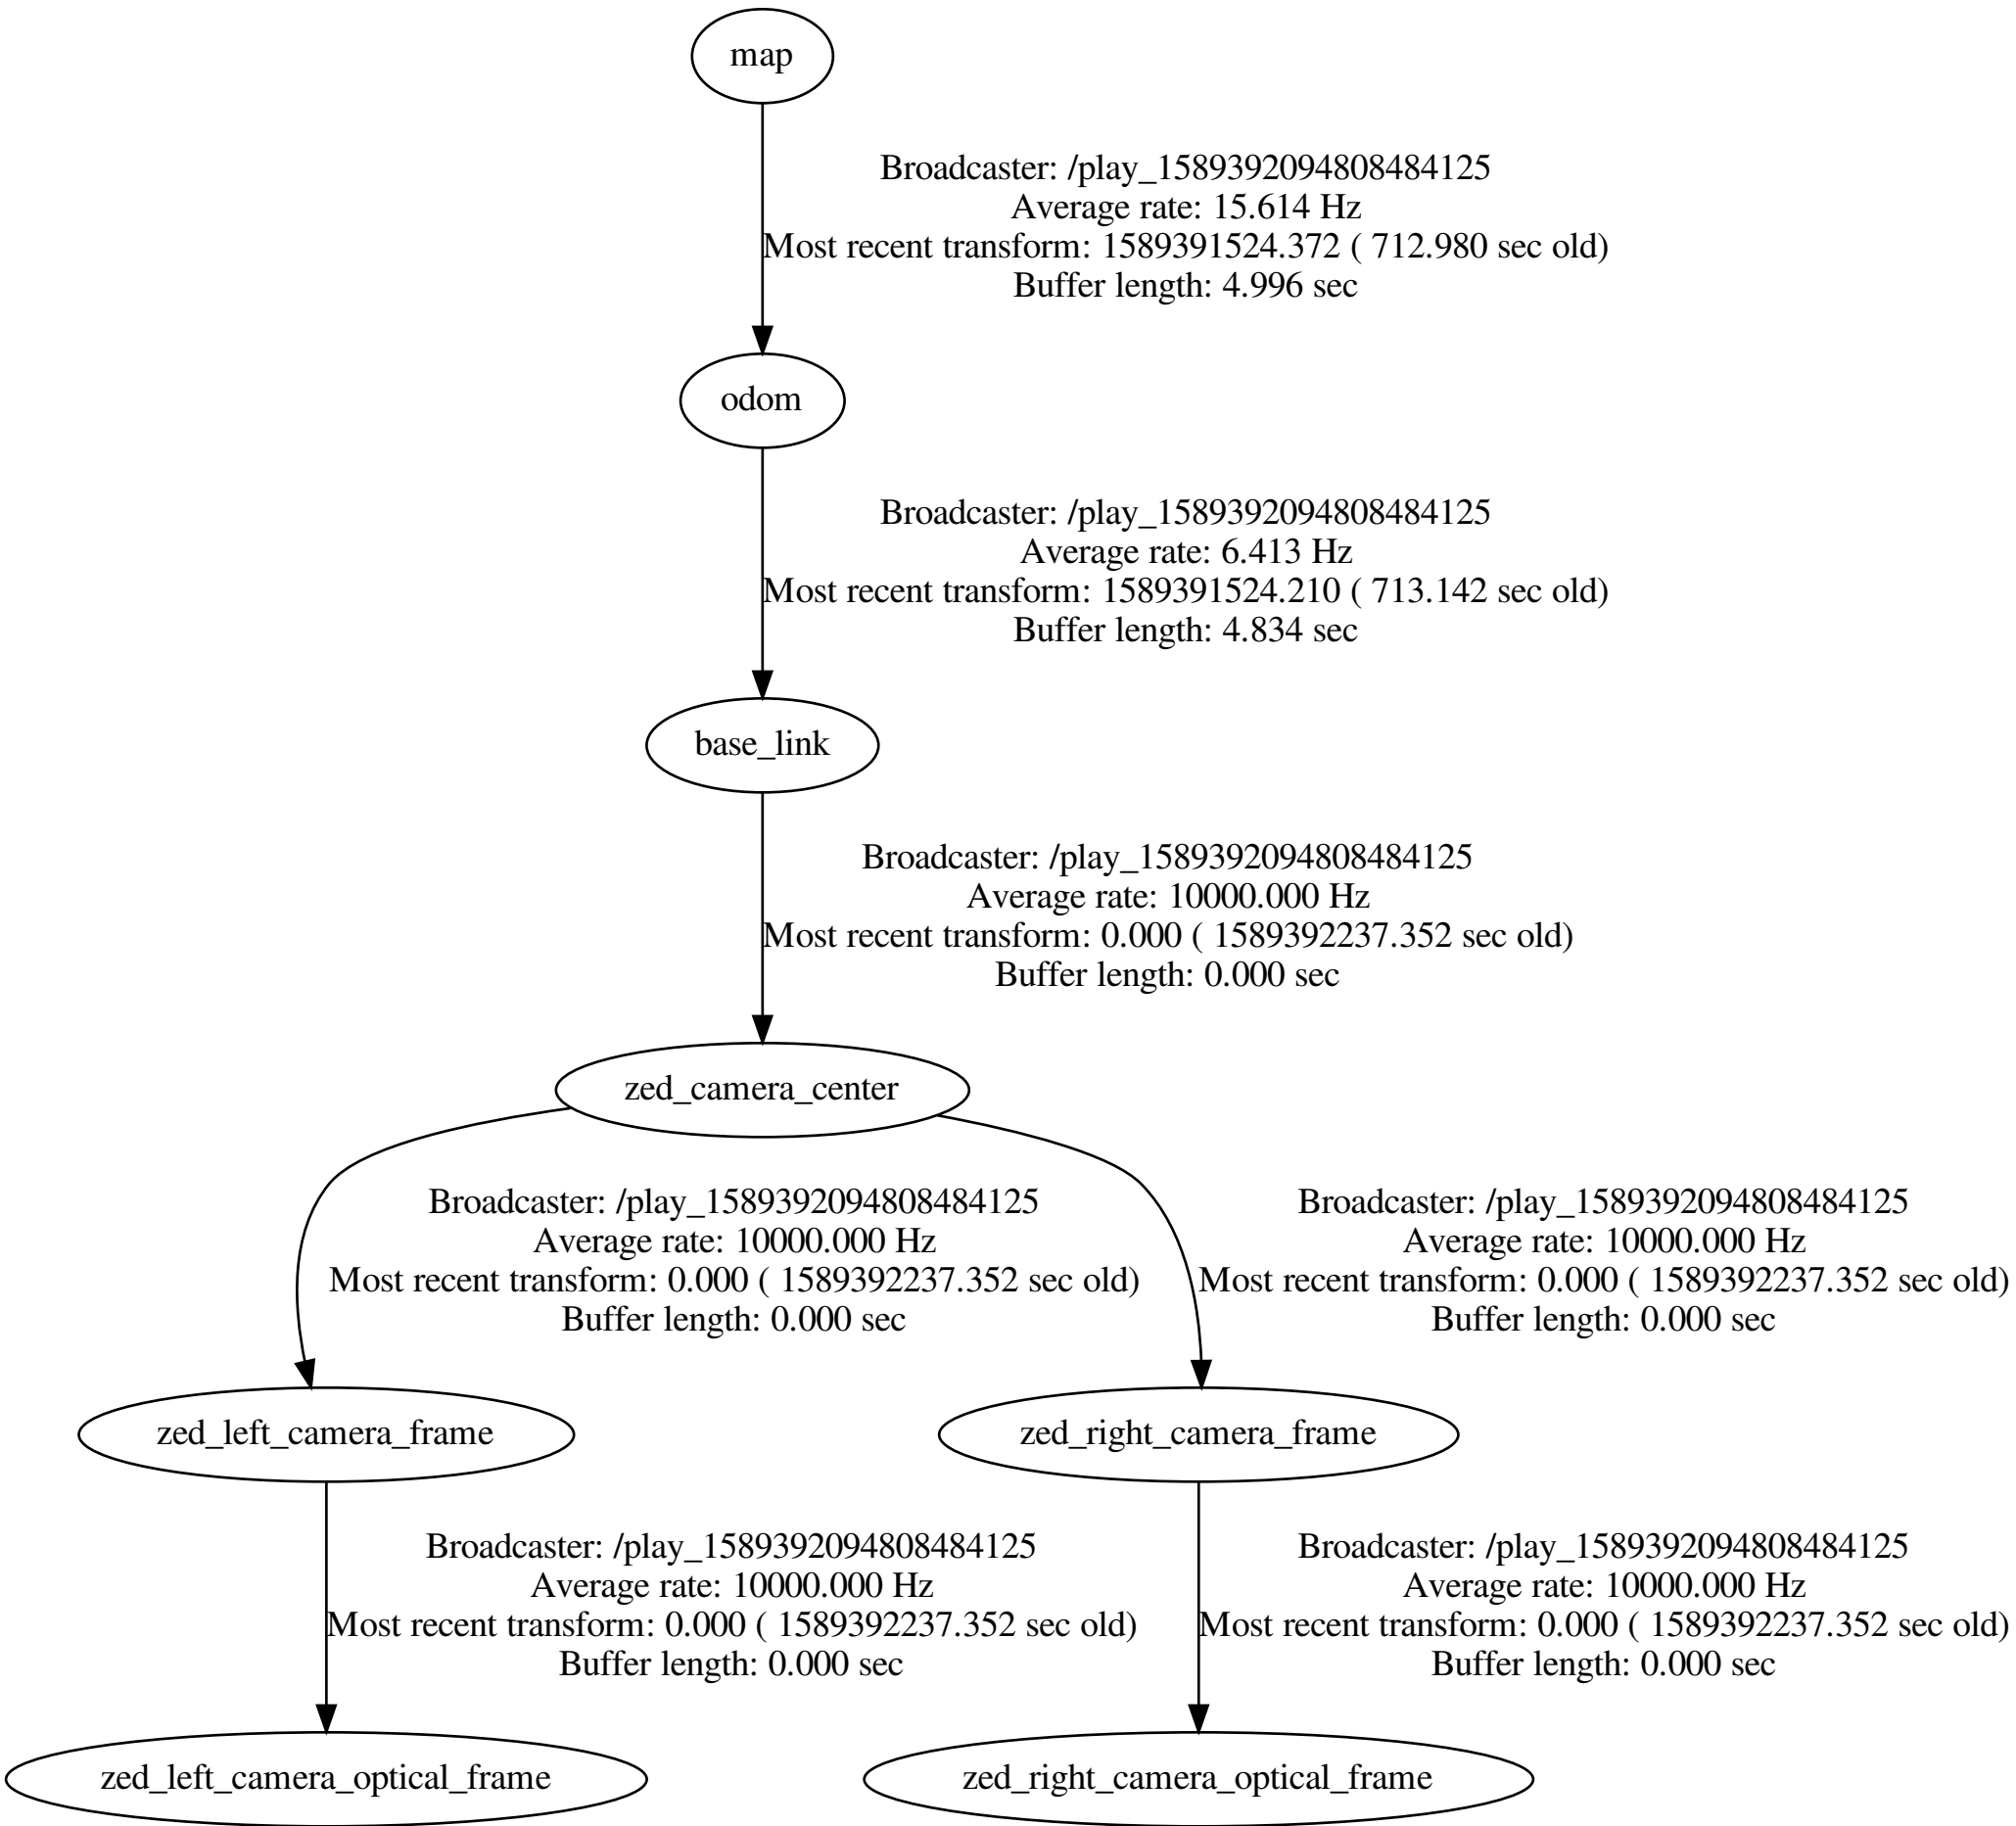 map
Broadcaster: /play_1589392094808484125
Average rate: 15.614 Hz
Most recent transform: 1589391524.372 ( 712.980 sec old)
Buffer length: 4.996 sec
odom
Broadcaster: /play_1589392094808484125
Average rate: 6.413 Hz
Most recent transform: 1589391524.210 ( 713.142 sec old)
Buffer length: 4.834 sec
base_link
Broadcaster: /play_1589392094808484125
Average rate: 10000.000 Hz
Most recent transform: 0.000 ( 1589392237.352 sec old)
Buffer length: 0.000 sec
zed_camera_center
Broadcaster: /play_1589392094808484125
Average rate: 10000.000 Hz
Most recent transform: 0.000 ( 1589392237.352 sec old)
Buffer length: 0.000 sec
Broadcaster: /play_1589392094808484125
Average rate: 10000.000 Hz
Most recent transform: 0.000 ( 1589392237.352 sec old)
Buffer length: 0.000 sec
zed_left_camera_frame
zed_right_camera_frame
Broadcaster: /play_1589392094808484125
Average rate: 10000.000 Hz
Most recent transform: 0.000 ( 1589392237.352 sec old)
Buffer length: 0.000 sec
Broadcaster: /play_1589392094808484125
Average rate: 10000.000 Hz
Most recent transform: 0.000 ( 1589392237.352 sec old)
Buffer length: 0.000 sec
zed_left_camera_optical_frame
zed_right_camera_optical_frame